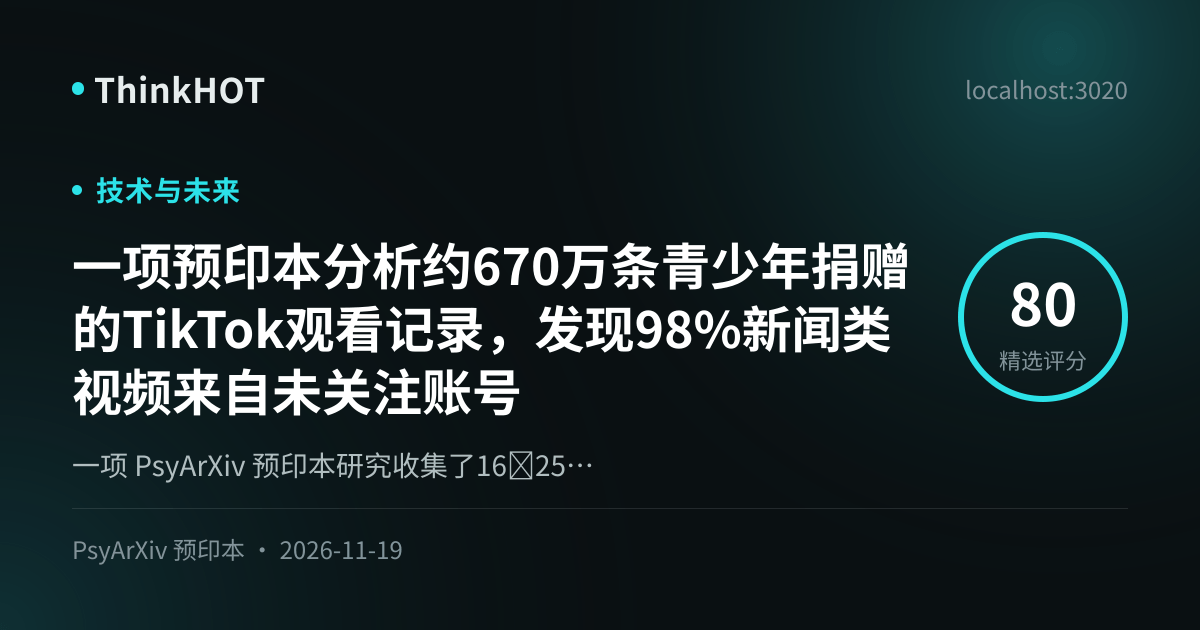 ThinkHOT
localhost:3020
技术与未来
一项预印本分析约670万条青少年捐赠
的TikTok观看记录，发现98%新闻类
视频来自未关注账号
80
精选评分
一项 PsyArXiv 预印本研究收集了16☒25…
PsyArXiv 预印本 • 2026-11-19